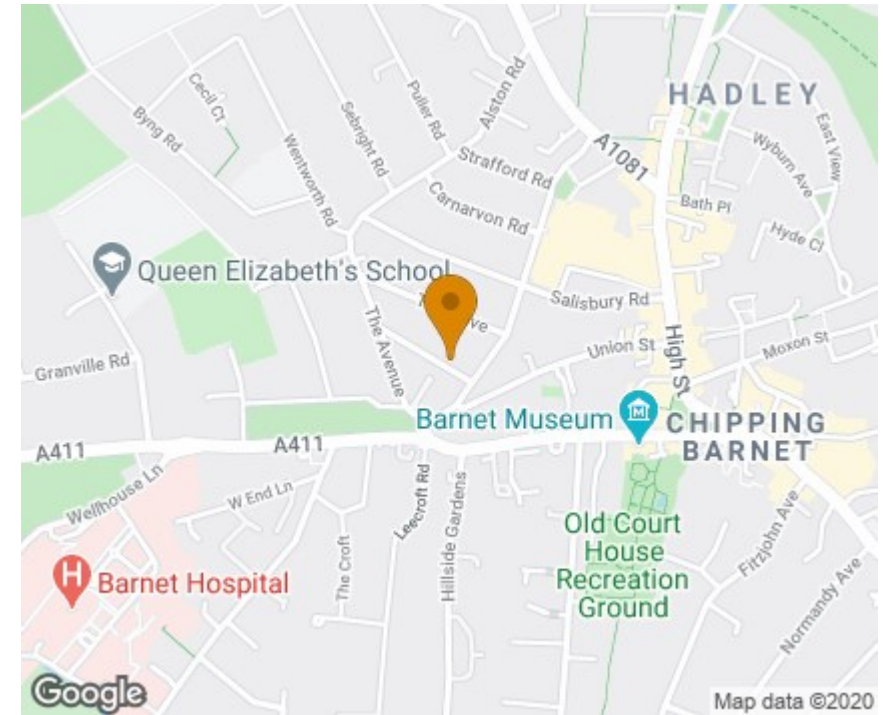 HADLEY
Cecil Ct
Byng Rd
Sebright Rd
Puller Rd
Alston Rd
Wentworth Rd
Strafford Rd
Carnarvon Rd
A1081
Wyburn Ave
East View
Bath Pl
Hyde Cl
Queen Elizabeth's School
Salisbury Rd
The Avenue
Union St
High St
Moxon St
Granville Rd
Barnet Museum
M
CHIPPING
BARNET
A411
A411
Wellhouse Ln
W End Ln
Leecroft Rd
The Croft
Hillside Gardens
Old Court
House
Recreation
Ground
Fitzjohn Ave
Normandy Ave
H
Barnet Hospital
Google
Map data ©2020